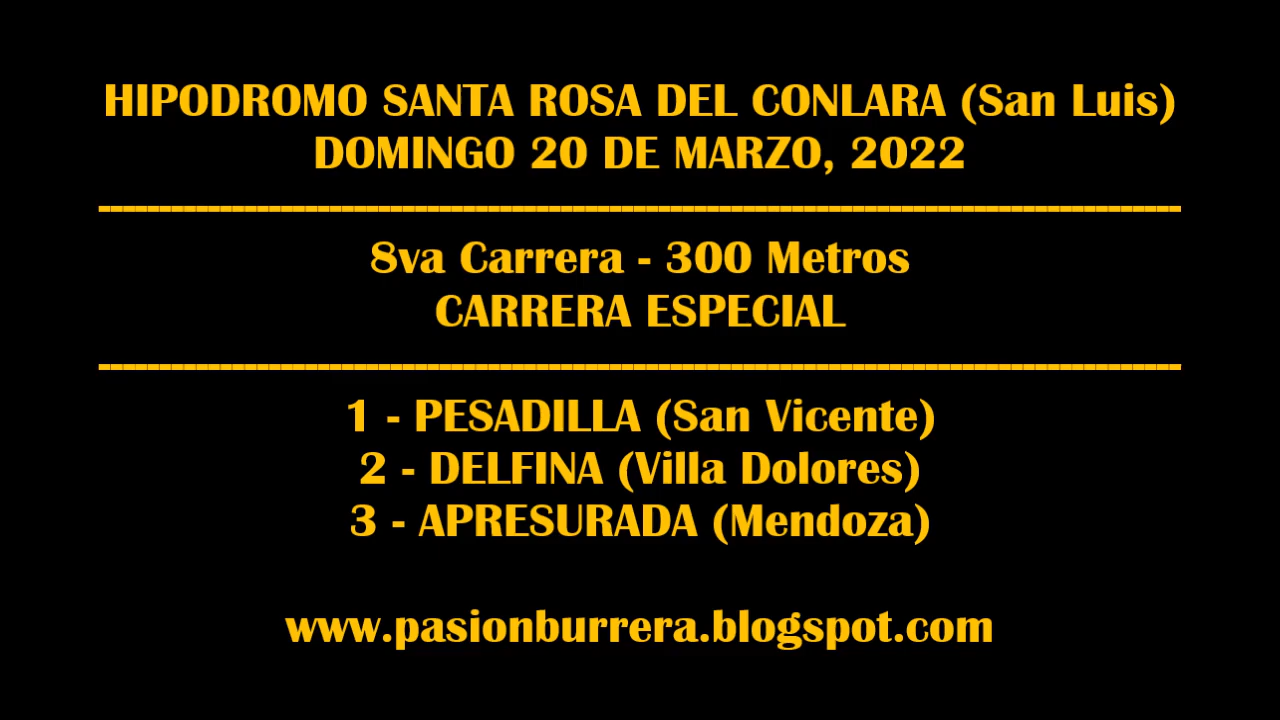 HIPODROMO SANTA ROSA DEL CONLARA (San Luis)
DOMINGO 20 DE MARZO, 2022
8va Carrera - 300 Metros
CARRERA ESPECIAL
1 - PESADILLA (San Vicente)
2 - DELFINA (Villa Dolores)
3 - APRESURADA (Mendoza)
www.pasionburrera.blogspot.com